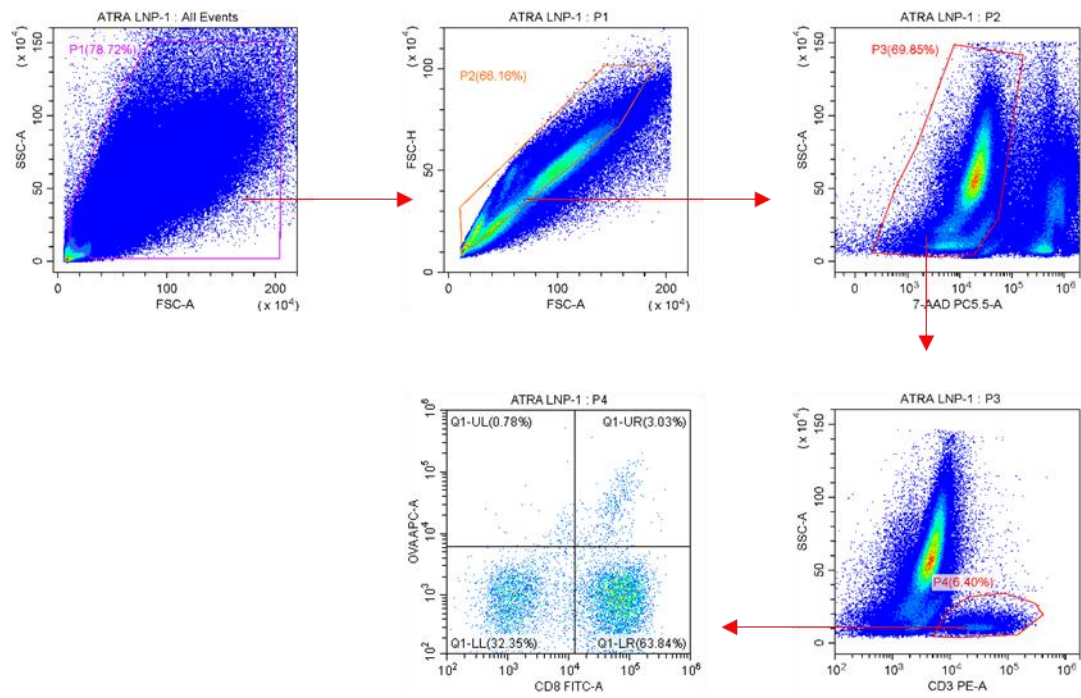 ATRA LNP-1 : All Events
(x 10⁴)
SSC-A
150
100
50
0
P1(78.72%)
0 100 200
FSC-A (x 10⁴)
ATRA LNP-1 : P1
(x 10⁴)
FSC-H
100
50
0
P2(66.16%)
0 100 200
FSC-A (x 10⁴)
ATRA LNP-1 : P2
(x 10⁴)
SSC-A
150
100
50
0
P3(69.85%)
0 10³ 10⁴ 10⁵ 10⁶
7-AAD PC5.5-A
ATRA LNP-1 : P4
OVA APC-A
10⁶
10⁵
10⁴
10³
10²
Q1-UL(0.78%) Q1-UR(3.03%)
Q1-LL(32.35%) Q1-LR(63.84%)
10² 10³ 10⁴ 10⁵ 10⁶
CD8 FITC-A
ATRA LNP-1 : P3
(x 10⁴)
SSC-A
150
100
50
0
P4(6.40%)
10² 10³ 10⁴ 10⁵ 10⁶
CD3 PE-A